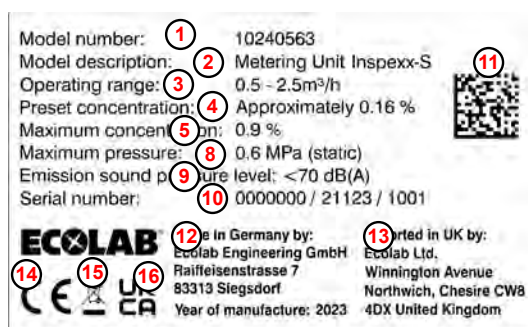 Model number: 1 10240563
Model description: 2 Metering Unit Inspexx-S
11
Operating range: 3 0.5 - 2.5m³/h
Preset concentration: 4 Approximately 0.16 %
Maximum 5 0.9 %
Maximum pressure: 8 0.6 MPa (static)
Emission sound 9 level: <70 dB(A)
Serial number: 10 0000000 / 21123 / 1001
ECOLAB
12 in Germany by:
Ecolab Engineering GmbH
Raiffeisenstrasse 7
83313 Siegsdorf
Year of manufacture: 2023
13 in UK by:
Ecolab Ltd.
Winnington Avenue
Northwich, Chesire CW8
4DX United Kingdom
14 15 16
CE UK
CA